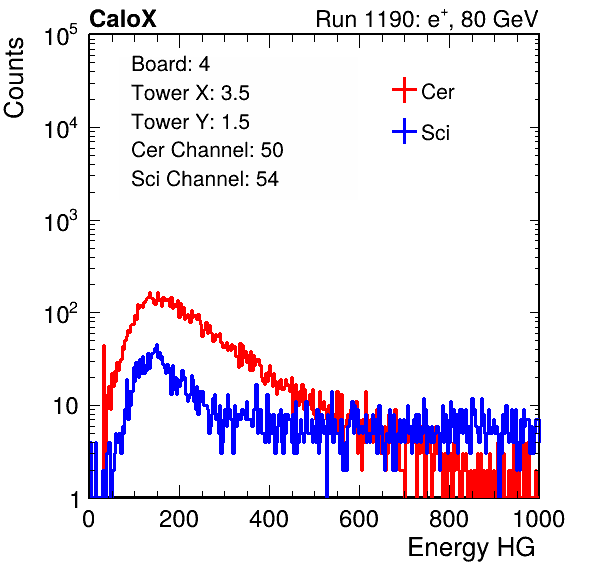 CaloX Run 1190: e⁺, 80 GeV
Counts
10⁵
10⁴
10³
10²
10
1
Board: 4
Tower X: 3.5
Tower Y: 1.5
Cer Channel: 50
Sci Channel: 54
Cer
Sci
0 200 400 600 800 1000
Energy HG